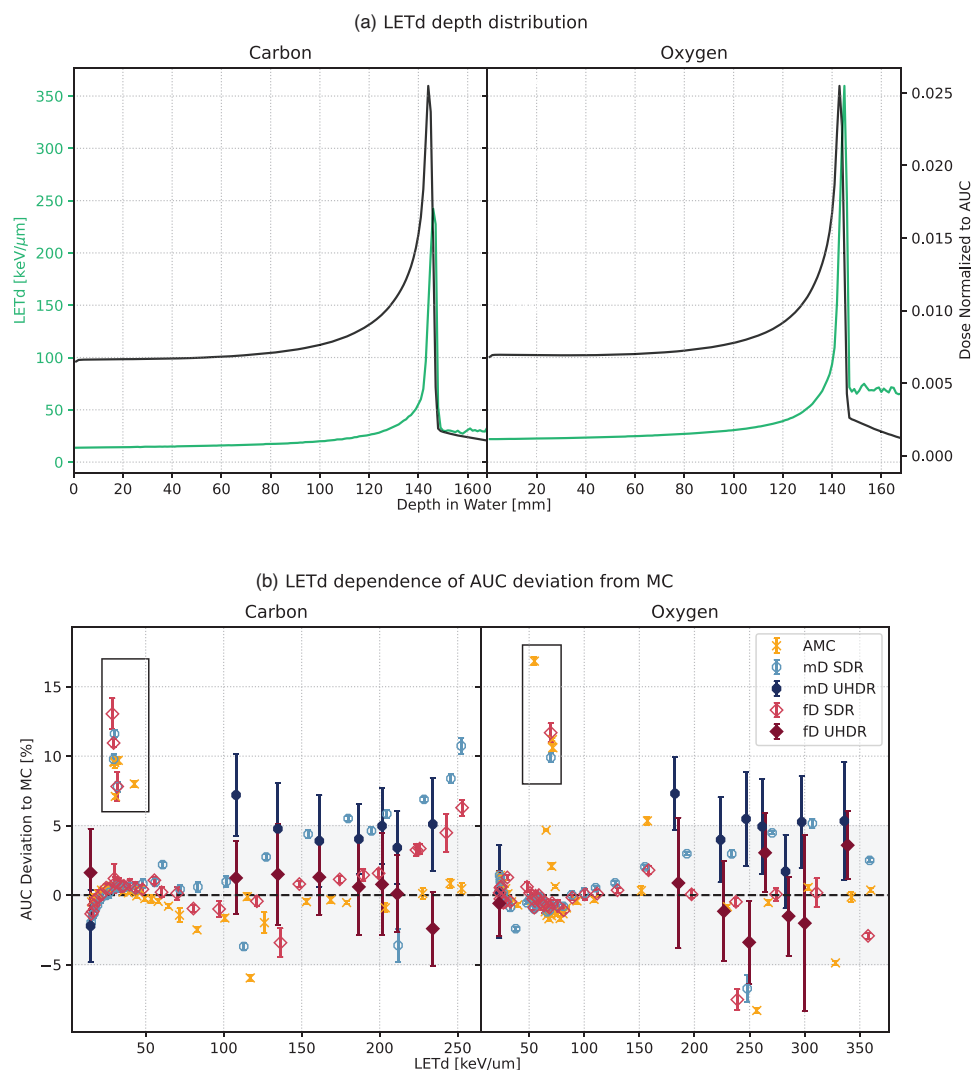 (a) LETd depth distribution
Carbon
Oxygen
LETd [keV/μm]
350
300
250
200
150
100
50
0
0.025
0.020
0.015
0.010
0.005
0.000
Dose Normalized to AUC
0 20 40 60 80 100 120 140 160 0 20 40 60 80 100 120 140 160
Depth in Water [mm]
(b) LETd dependence of AUC deviation from MC
Carbon
Oxygen
AUC Deviation to MC [%]
15
10
5
0
−5
AMC
mD SDR
mD UHDR
fD SDR
fD UHDR
50 100 150 200 250 50 100 150 200 250 300 350
LETd [keV/um]